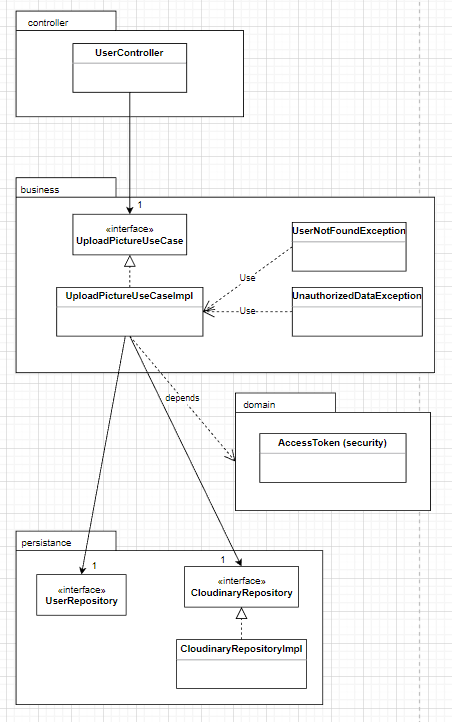 controller
UserController
business
1
«interface»
UploadPictureUseCase
UserNotFoundException
Use
UploadPictureUseCaseImpl
UnauthorizedDataException
Use
depends
domain
AccessToken (security)
persistance
1
1
«interface»
UserRepository
«interface»
CloudinaryRepository
CloudinaryRepositoryImpl